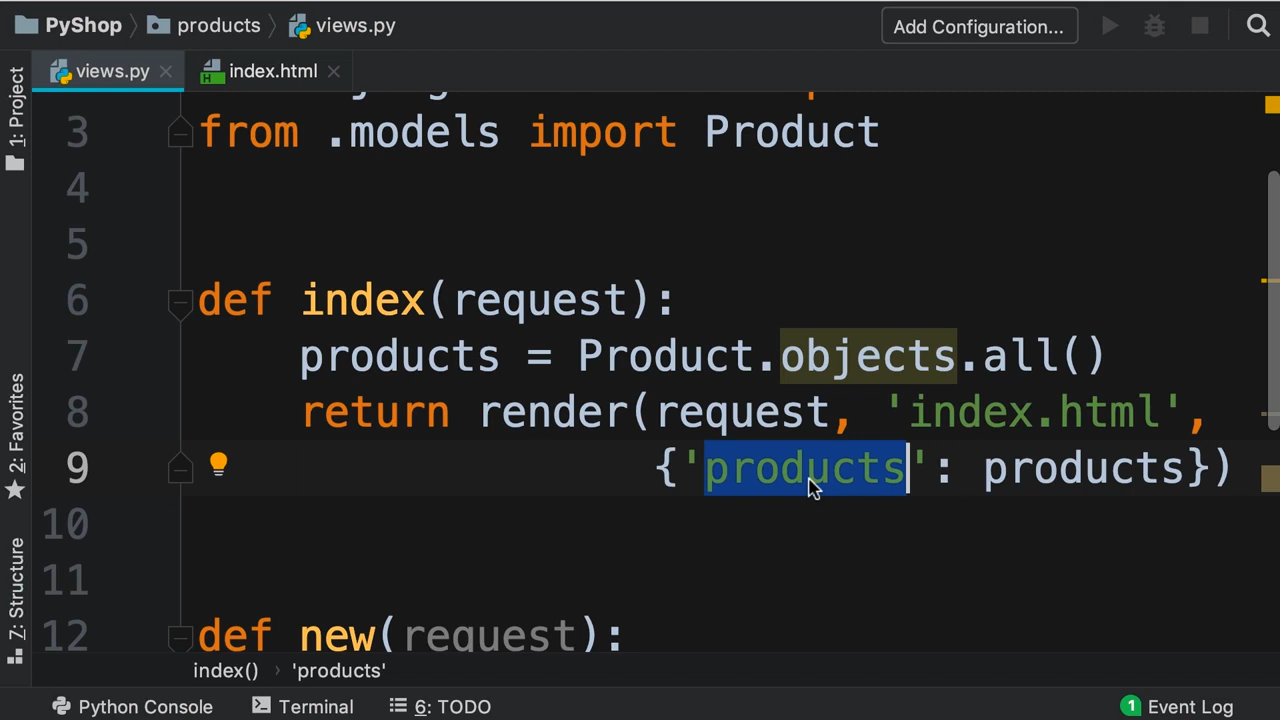 PyShop products views.py Add Configuration...
views.py index.html
3 from .models import Product
4
5
6 def index(request):
7 products = Product.objects.all()
8 return render(request, 'index.html',
9 {'products': products})
10
11
12 def new(request):
index() 'products'
1: Project
2: Favorites
Z: Structure
Python Console Terminal 6: TODO 1 Event Log